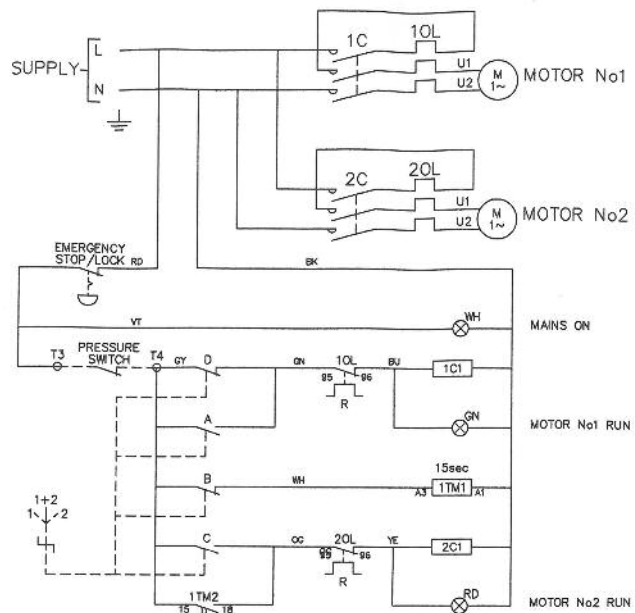 1C 1OL
L
SUPPLY
U1
M 1~
MOTOR No1
N
U2
2C 2OL
U1
M 1~
MOTOR No2
U2
EMERGENCY
STOP/LOCK RD
BK
WH
VT
MAINS ON
PRESSURE
T3 SWITCH T4 GY D GN 1OL BU 1C1
95 96
R
GN
A
MOTOR No1 RUN
15sec
B WH A3 1TM1 A1
1+2
1 2
C OG 2OL YE 2C1
OG
95 96
R
1TM2
15 18
RD
MOTOR No2 RUN